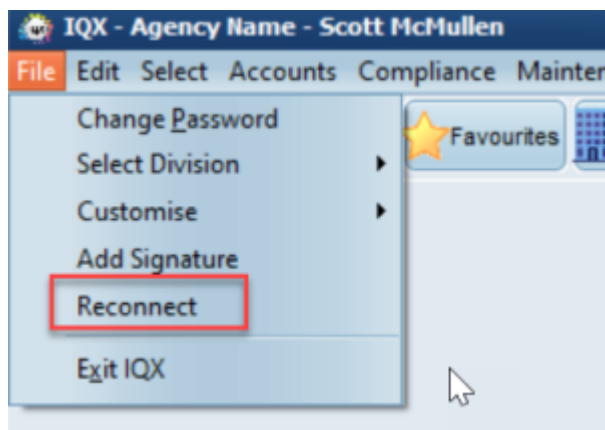 IQX - Agency Name - Scott McMullen
File Edit Select Accounts Compliance
Change Password
Favourites
Select Division
Customise
Add Signature
Reconnect
Exit IQX